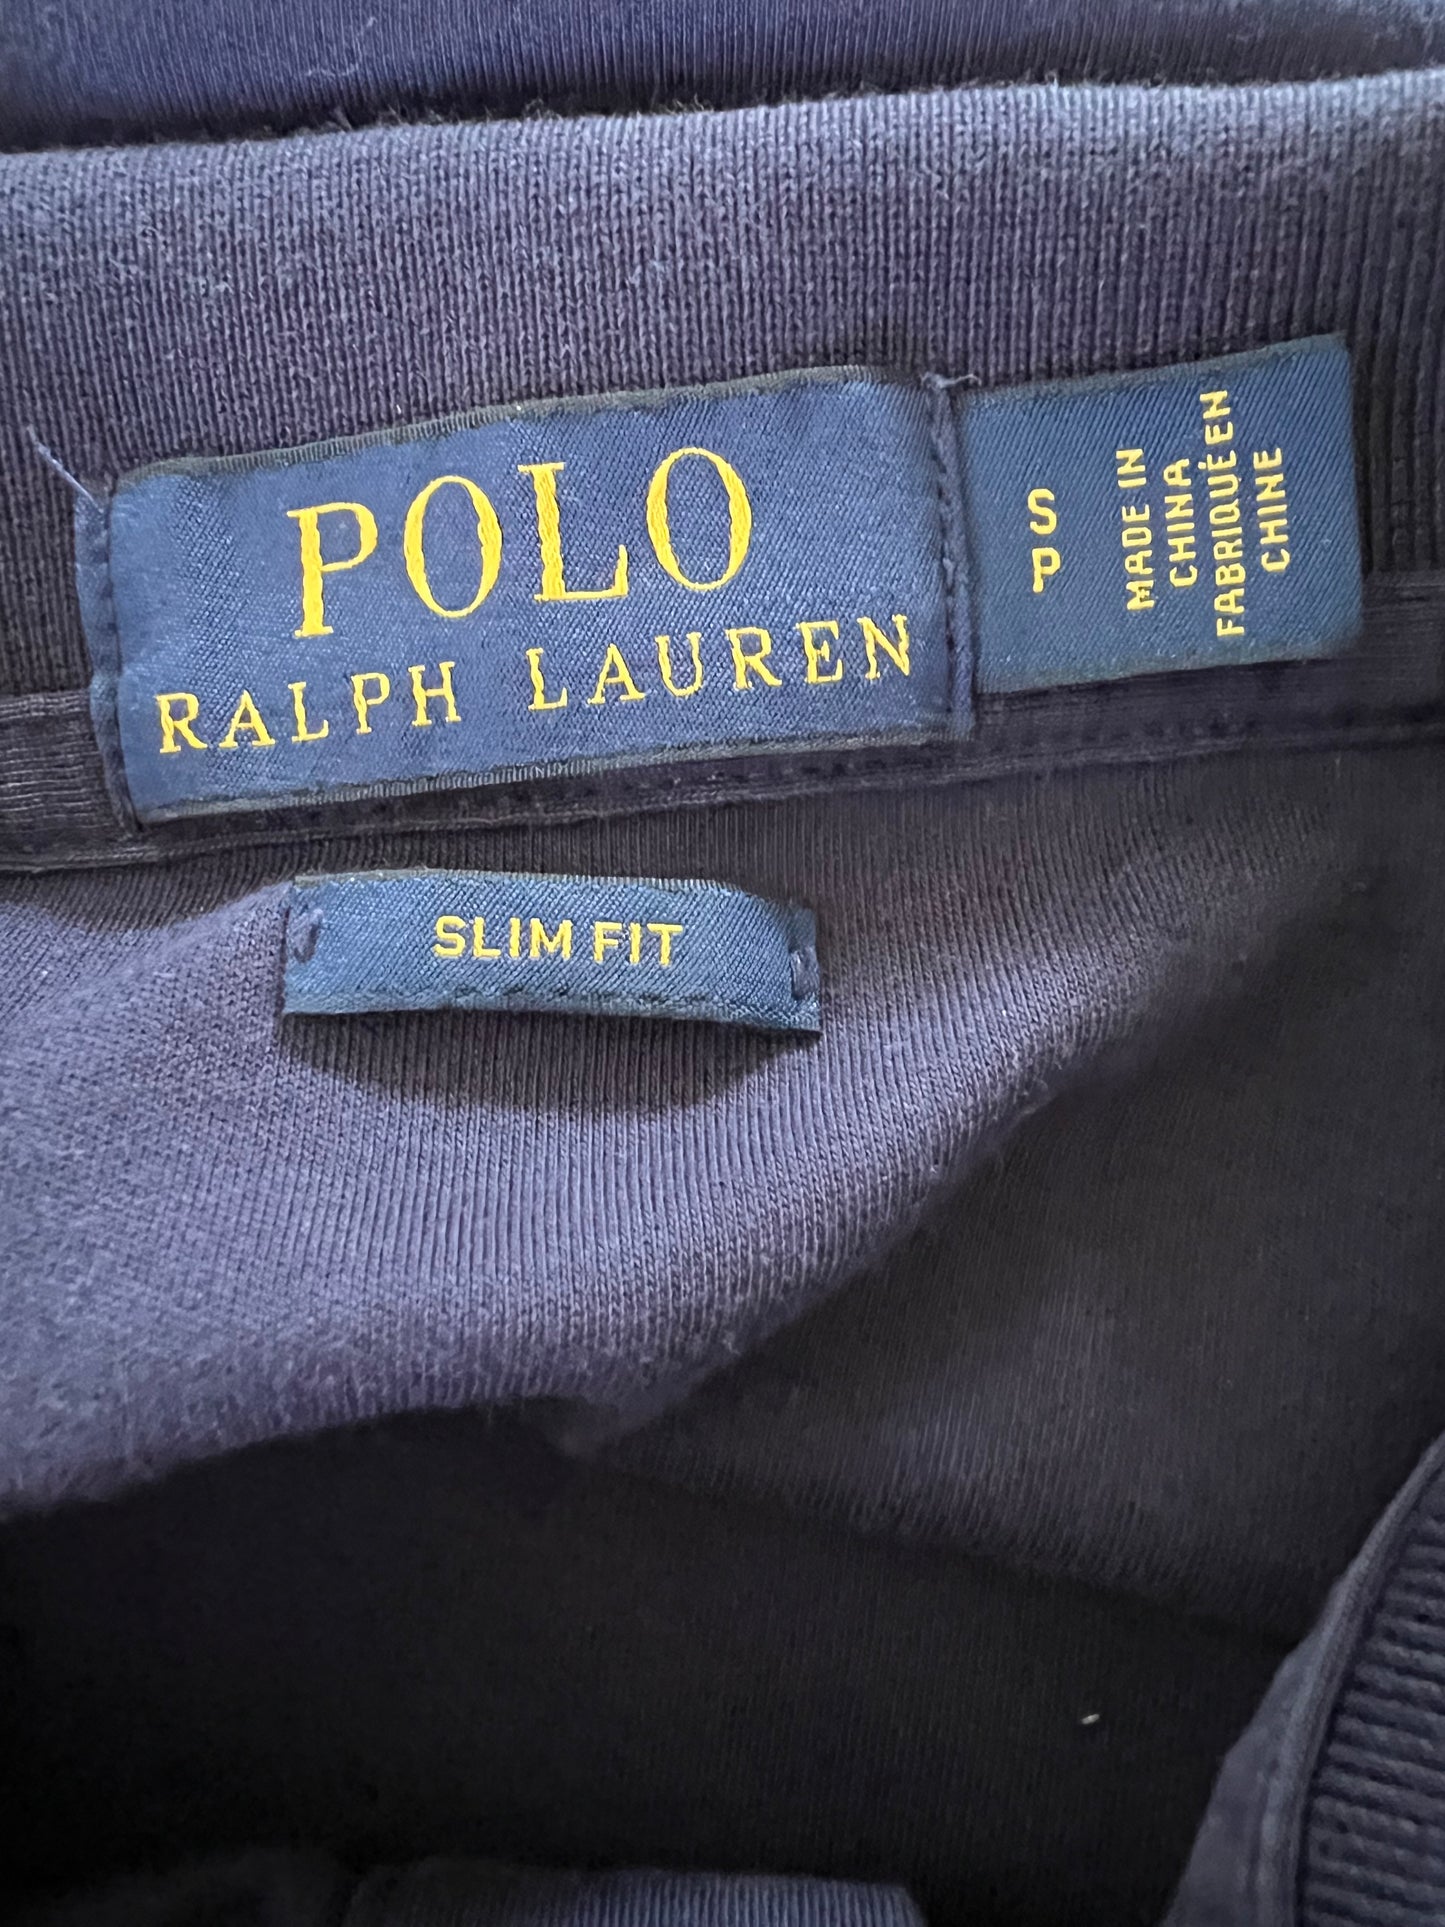 POLO
RALPH LAUREN
S
P
MADE IN
CHINA
FABRIQUÉ EN
CHINE
SLIM FIT